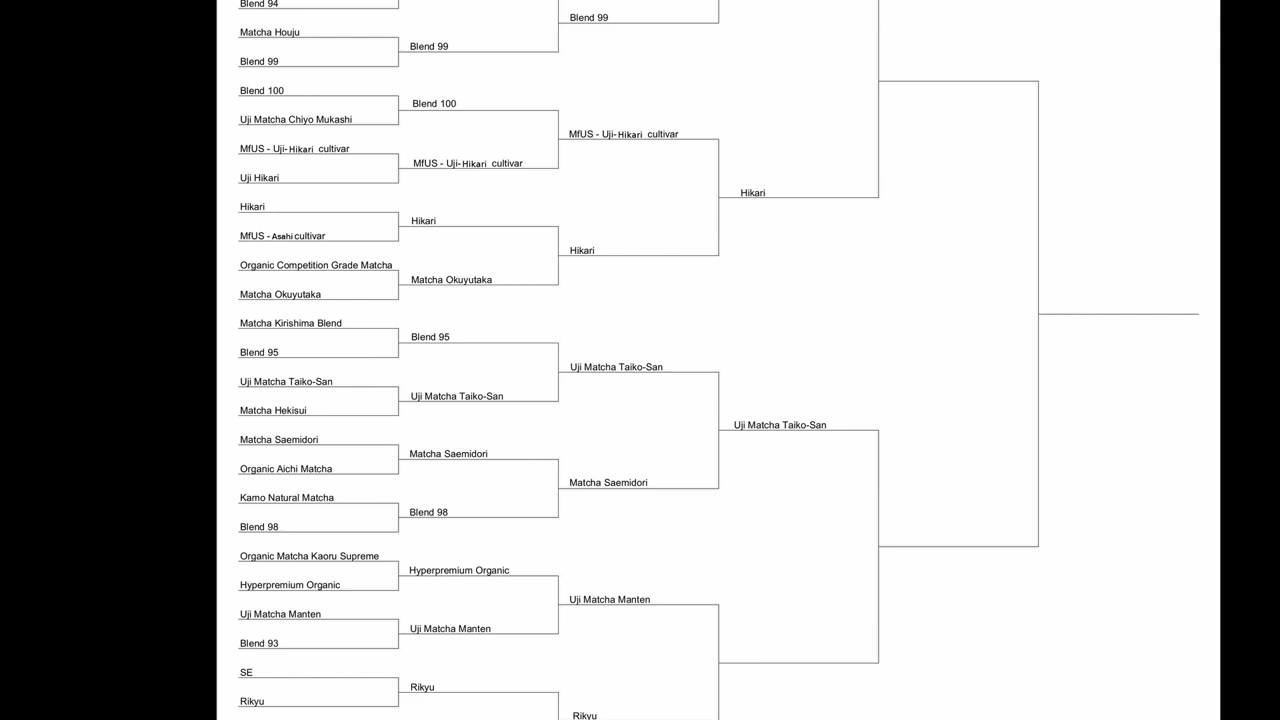 Blend 94
Matcha Houju
Blend 99
Blend 100
Uji Matcha Chiyo Mukashi
MfUS - Uji-Hikari cultivar
Uji Hikari
Hikari
MfUS - Asahi cultivar
Organic Competition Grade Matcha
Matcha Okuyutaka
Matcha Kirishima Blend
Blend 95
Uji Matcha Taiko-San
Matcha Hekisui
Matcha Saemidori
Organic Aichi Matcha
Kamo Natural Matcha
Blend 98
Organic Matcha Kaoru Supreme
Hyperpremium Organic
Uji Matcha Manten
Blend 93
SE
Rikyu
Blend 99
Blend 100
MfUS - Uji-Hikari cultivar
Hikari
Matcha Okuyutaka
Blend 95
Uji Matcha Taiko-San
Matcha Saemidori
Blend 98
Hyperpremium Organic
Uji Matcha Manten
Rikyu
Blend 99
MfUS - Uji-Hikari cultivar
Hikari
Uji Matcha Taiko-San
Matcha Saemidori
Uji Matcha Manten
Rikyu
Hikari
Uji Matcha Taiko-San